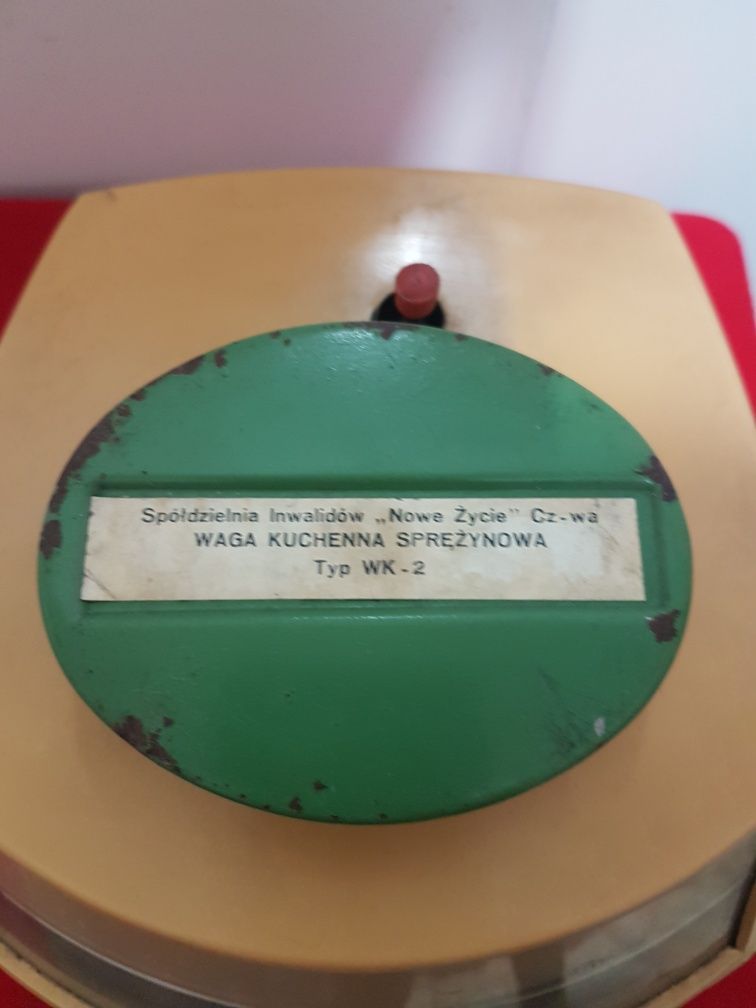 Spółdzielnia Inwalidów „Nowe Życie" Cz-wa
WAGA KUCHENNA SPRĘŻYNOWA
Typ WK-2